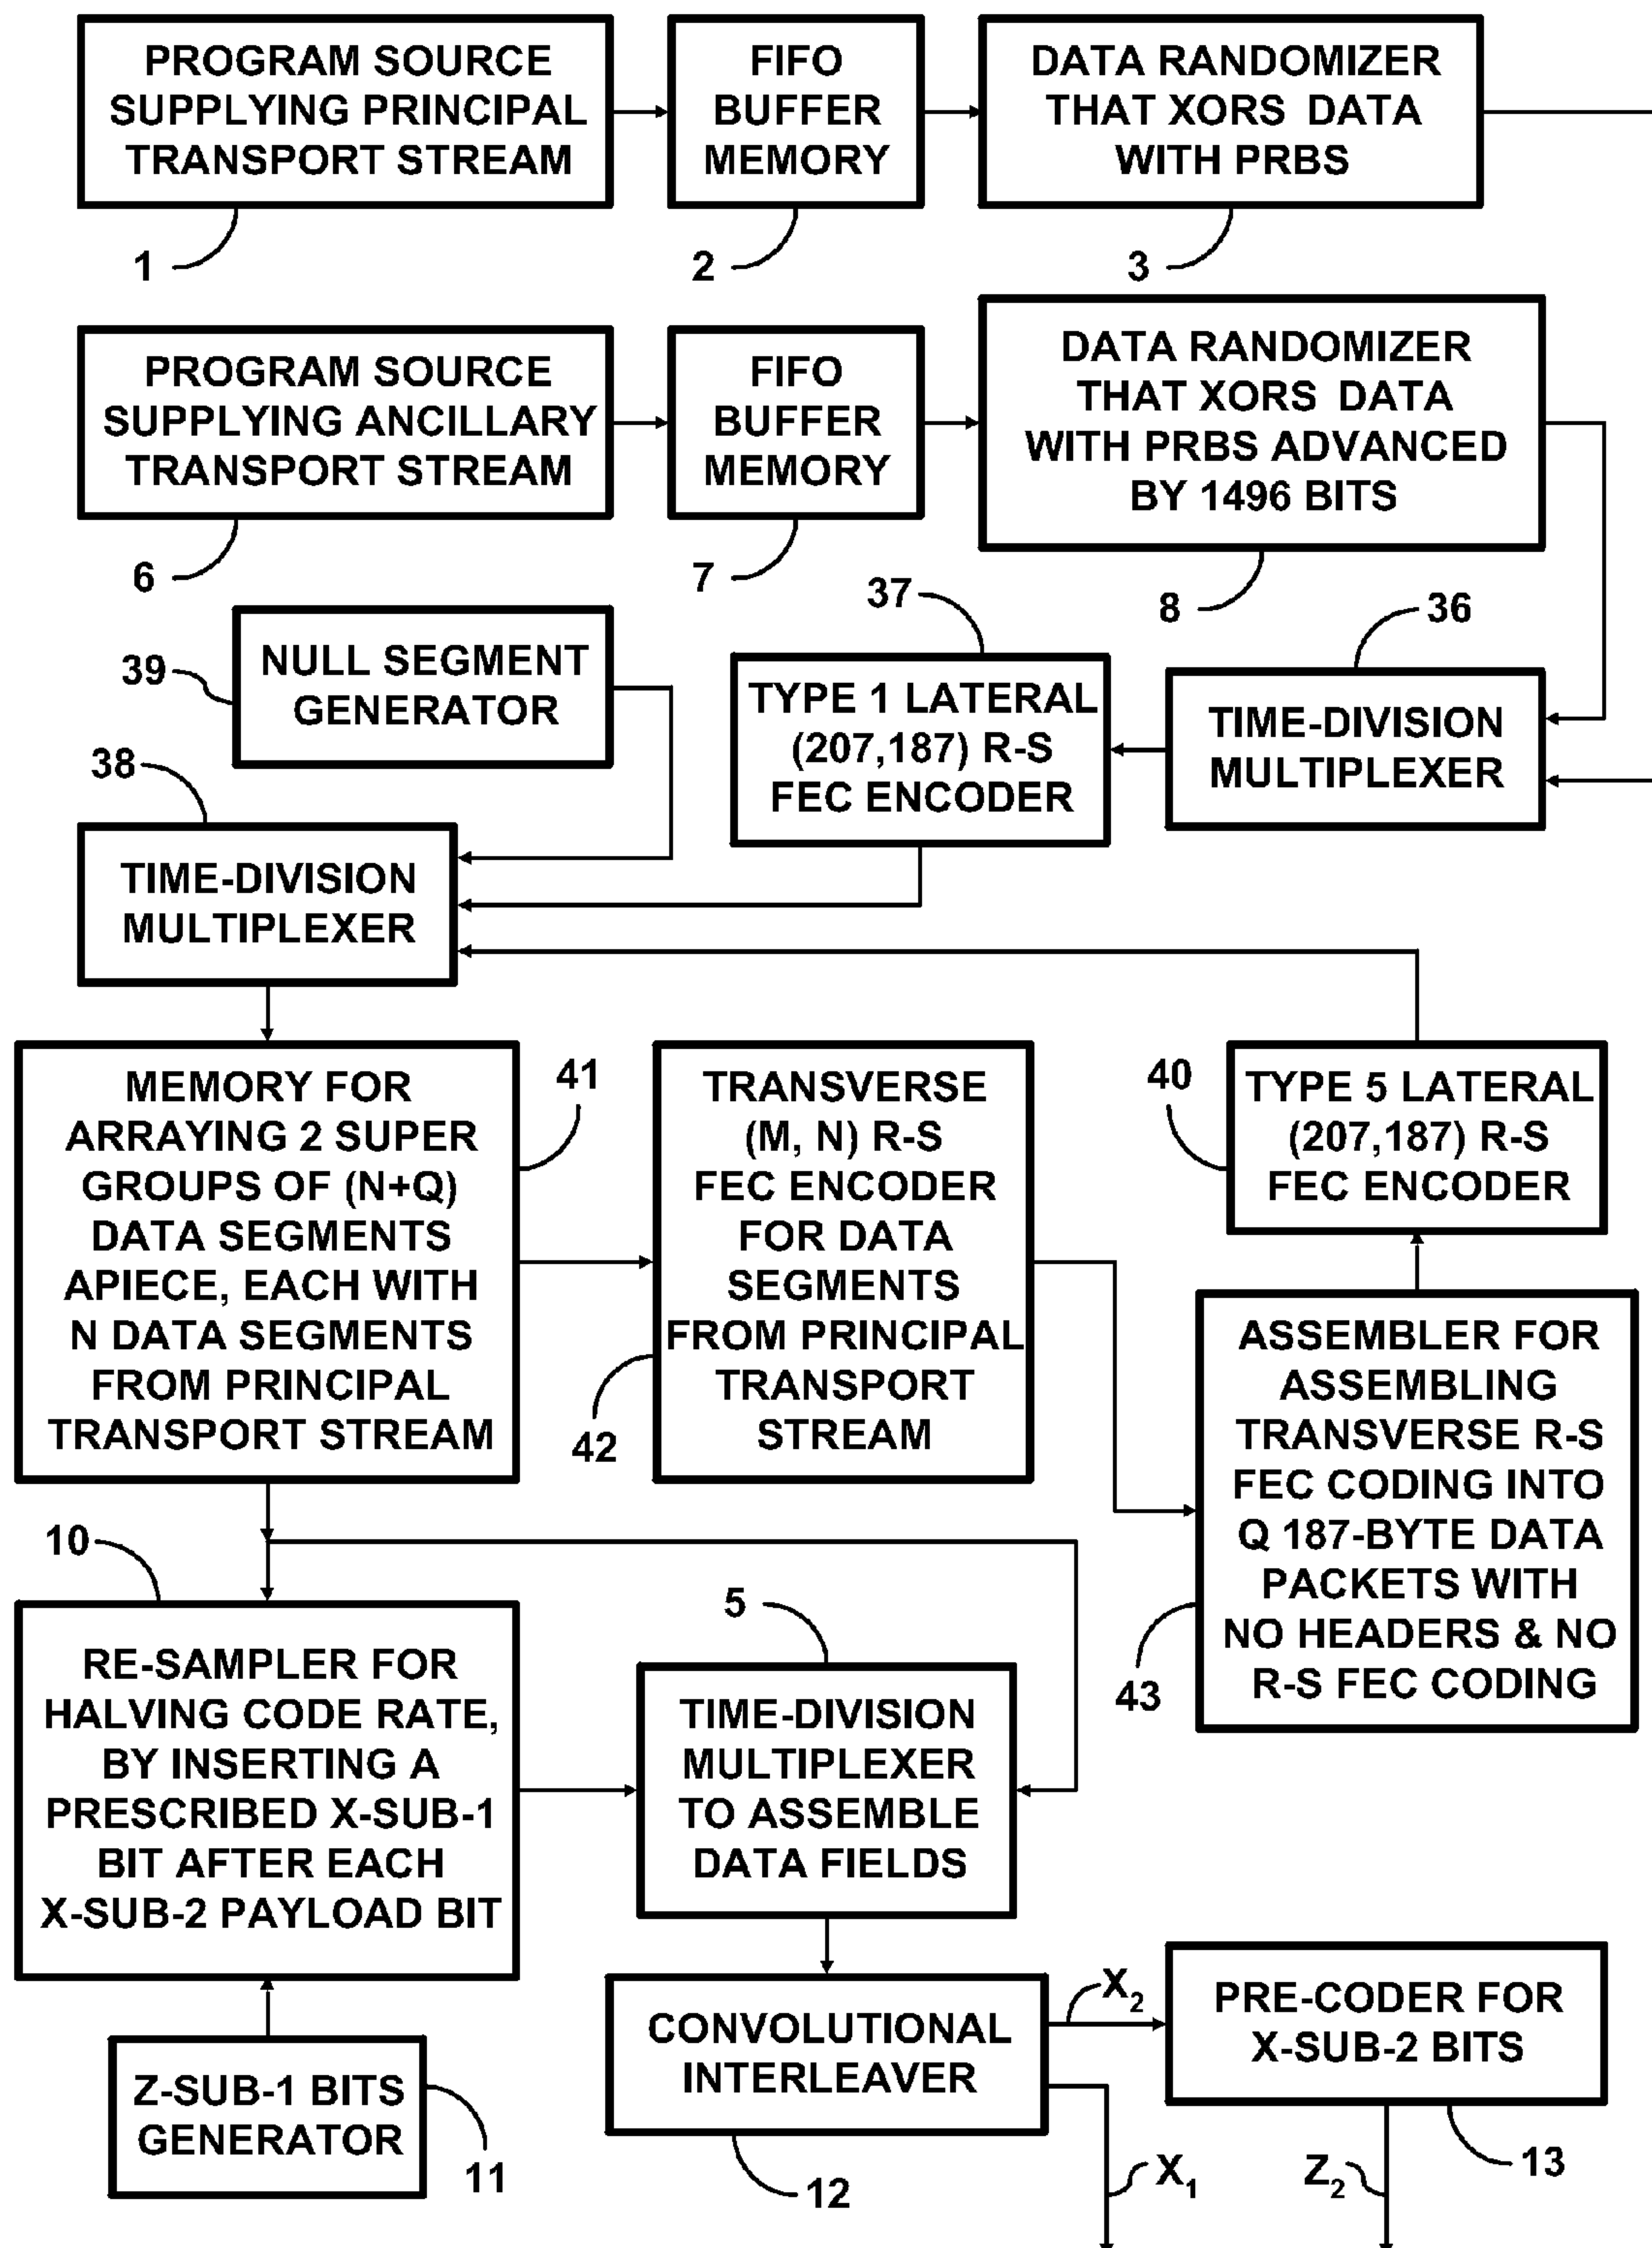 PROGRAM SOURCE
SUPPLYING PRINCIPAL
TRANSPORT STREAM
1
FIFO
BUFFER
MEMORY
2
DATA RANDOMIZER
THAT XORS DATA
WITH PRBS
3
PROGRAM SOURCE
SUPPLYING ANCILLARY
TRANSPORT STREAM
6
FIFO
BUFFER
MEMORY
7
DATA RANDOMIZER
THAT XORS DATA
WITH PRBS ADVANCED
BY 1496 BITS
8
36
TIME-DIVISION
MULTIPLEXER
37
TYPE 1 LATERAL
(207,187) R-S
FEC ENCODER
39
NULL SEGMENT
GENERATOR
38
TIME-DIVISION
MULTIPLEXER
MEMORY FOR
ARRAYING 2 SUPER
GROUPS OF (N+Q)
DATA SEGMENTS
APIECE, EACH WITH
N DATA SEGMENTS
FROM PRINCIPAL
TRANSPORT STREAM
41
TRANSVERSE
(M, N) R-S
FEC ENCODER
FOR DATA
SEGMENTS
FROM PRINCIPAL
TRANSPORT
STREAM
42
40
TYPE 5 LATERAL
(207,187) R-S
FEC ENCODER
ASSEMBLER FOR
ASSEMBLING
TRANSVERSE R-S
FEC CODING INTO
Q 187-BYTE DATA
PACKETS WITH
NO HEADERS & NO
R-S FEC CODING
43
10
RE-SAMPLER FOR
HALVING CODE RATE,
BY INSERTING A
PRESCRIBED X-SUB-1
BIT AFTER EACH
X-SUB-2 PAYLOAD BIT
5
TIME-DIVISION
MULTIPLEXER
TO ASSEMBLE
DATA FIELDS
Z-SUB-1 BITS
GENERATOR
11
CONVOLUTIONAL
INTERLEAVER
12
X₂
PRE-CODER FOR
X-SUB-2 BITS
13
X₁
Z₂